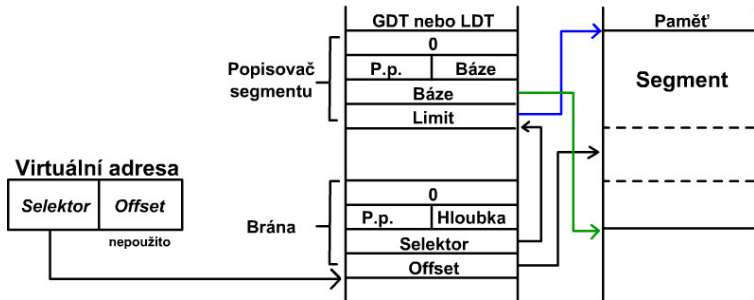 GDT nebo LDT
Paměť
0
P.p. Báze
Popisovač
segmentu
Báze
Limit
Segment
Virtuální adresa
Selektor Offset
nepoužito
0
P.p. Hloubka
Brána
Selektor
Offset